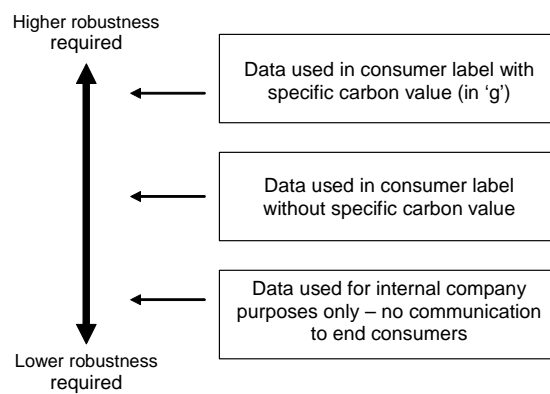 Higher robustness
required
Data used in consumer label with
specific carbon value (in ‘g’)
Data used in consumer label
without specific carbon value
Data used for internal company
purposes only – no communication
to end consumers
Lower robustness
required